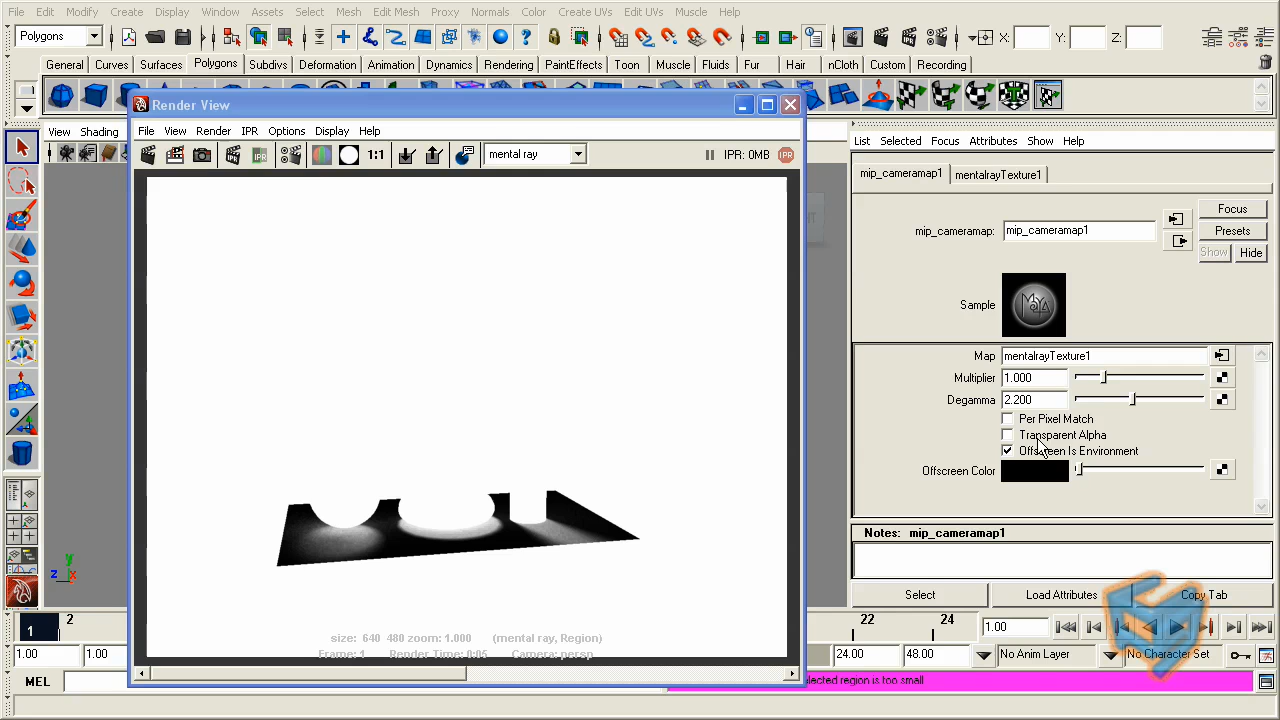 File Edit Modify Create Display Window Assets Select Mesh Edit Mesh Proxy Normals Color Create UVs Edit UVs Muscle Help
Polygons X: Y: Z:
General Curves Surfaces Polygons Subdivs Deformation Animation Dynamics Rendering PaintEffects Toon Muscle Fluids Fur Hair nCloth Custom Recording
Render View
View Shading
File View Render IPR Options Display Help
List Selected Focus Attributes Show Help
IPR 1:1 mental ray IPR: 0MB IPR
mip_cameramap1 mentalrayTexture1
Focus
mip_cameramap: mip_cameramap1 Presets
Show Hide
Sample MAYA
Map mentalrayTexture1
Multiplier 1.000
Degamma 2.200
Per Pixel Match
Transparent Alpha
Offscreen Is Environment
Offscreen Color
Notes: mip_cameramap1
y
z x
Select Load Attributes Copy Tab
size: 640 480 zoom: 1.000 (mental ray, Region)
Frame: 1 Render Time: 0:05 Camera: persp
1 2 22 24 1.00
1.00 1.00 24.00 48.00 No Anim Layer No Character Set
MEL elected region is too small